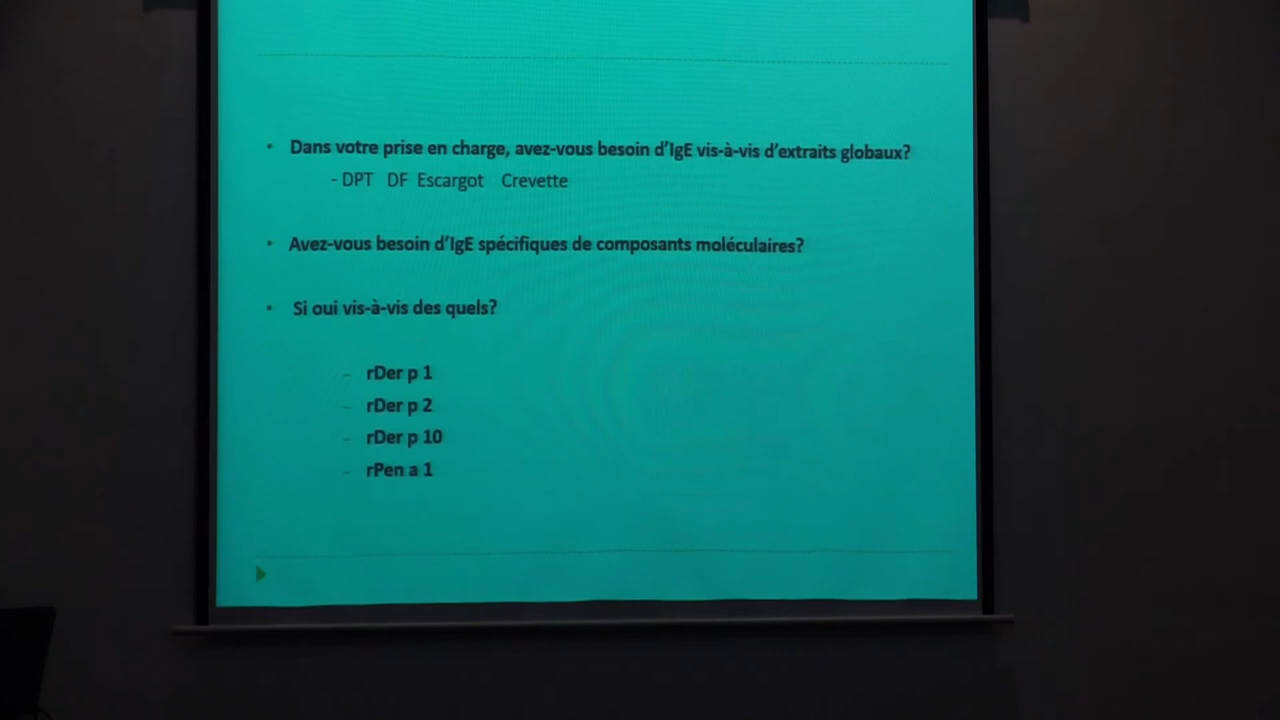 • Dans votre prise en charge, avez-vous besoin d'IgE vis-à-vis d'extraits globaux?
- DPT DF Escargot Crevette
• Avez-vous besoin d'IgE spécifiques de composants moléculaires?
• Si oui vis-à-vis des quels?
– rDer p 1
– rDer p 2
– rDer p 10
– rPen a 1